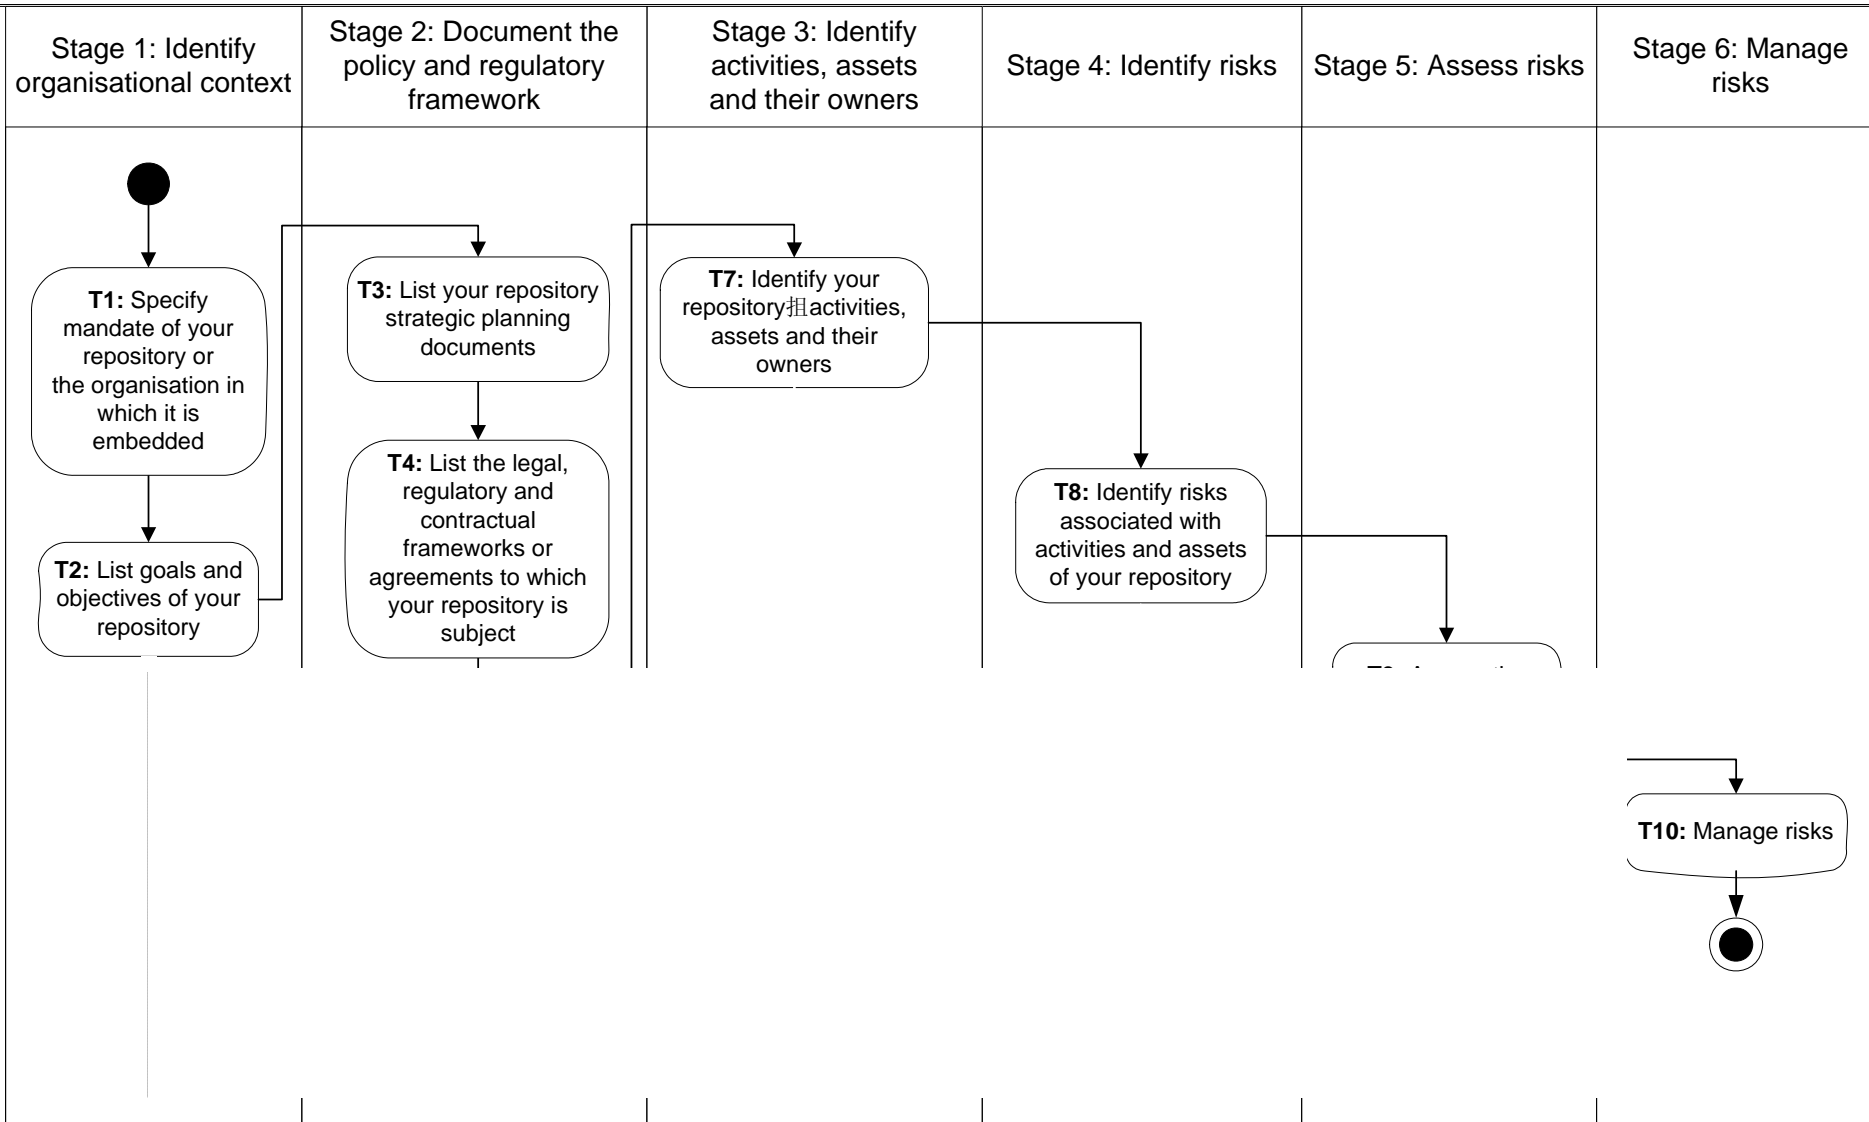 Stage 1: Identify
organisational context
Stage 2: Document the
policy and regulatory
framework
Stage 3: Identify
activities, assets
and their owners
Stage 4: Identify risks
Stage 5: Assess risks
Stage 6: Manage
risks
T1: Specify
mandate of your
repository or
the organisation in
which it is
embedded
T2: List goals and
objectives of your
repository
T3: List your repository
strategic planning
documents
T4: List the legal,
regulatory and
contractual
frameworks or
agreements to which
your repository is
subject
T7: Identify your
repository抯activities,
assets and their
owners
T8: Identify risks
associated with
activities and assets
of your repository
T10: Manage risks